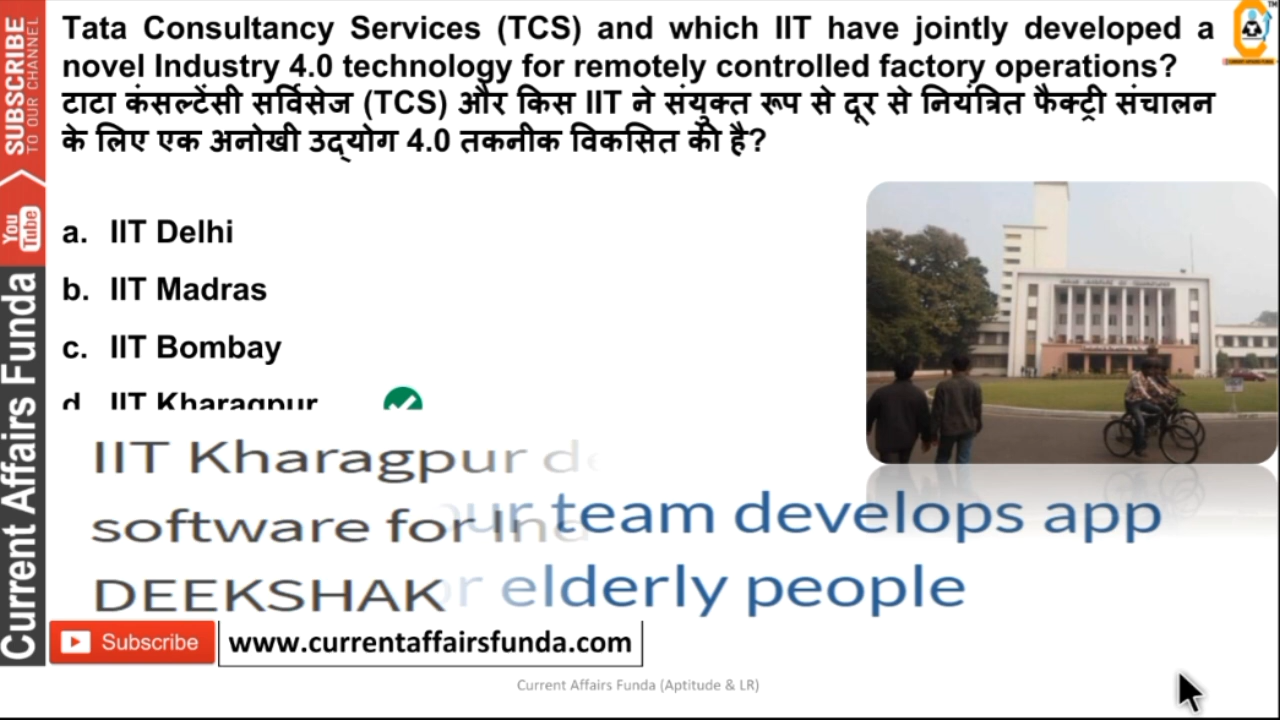 Tata Consultancy Services (TCS) and which IIT have jointly developed a
novel Industry 4.0 technology for remotely controlled factory operations?
टाटा कंसल्टेंसी सर्विसेज (TCS) और किस IIT ने संयुक्त रूप से दूर से नियंत्रित फैक्ट्री संचालन
के लिए एक अनोखी उद्योग 4.0 तकनीक विकसित की है?
a. IIT Delhi
b. IIT Madras
c. IIT Bombay
d IIT Kharagpur
IIT Kharagpur
software for
team develops app
DEEKSHAK
elderly people
Subscribe
www.currentaffairsfunda.com
Current Affairs Funda (Aptitude & LR)
SUBSCRIBE
TO OUR CHANNEL
You
Tube
Current Affairs Funda